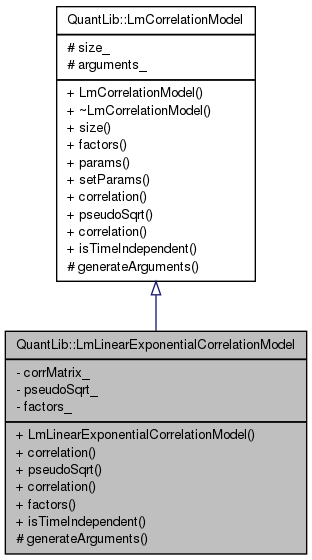 QuantLib::LmCorrelationModel
# size_
# arguments_
+ LmCorrelationModel()
+ ~LmCorrelationModel()
+ size()
+ factors()
+ params()
+ setParams()
+ correlation()
+ pseudoSqrt()
+ correlation()
+ isTimeIndependent()
# generateArguments()
QuantLib::LmLinearExponentialCorrelationModel
- corrMatrix_
- pseudoSqrt_
- factors_
+ LmLinearExponentialCorrelationModel()
+ correlation()
+ pseudoSqrt()
+ correlation()
+ factors()
+ isTimeIndependent()
# generateArguments()